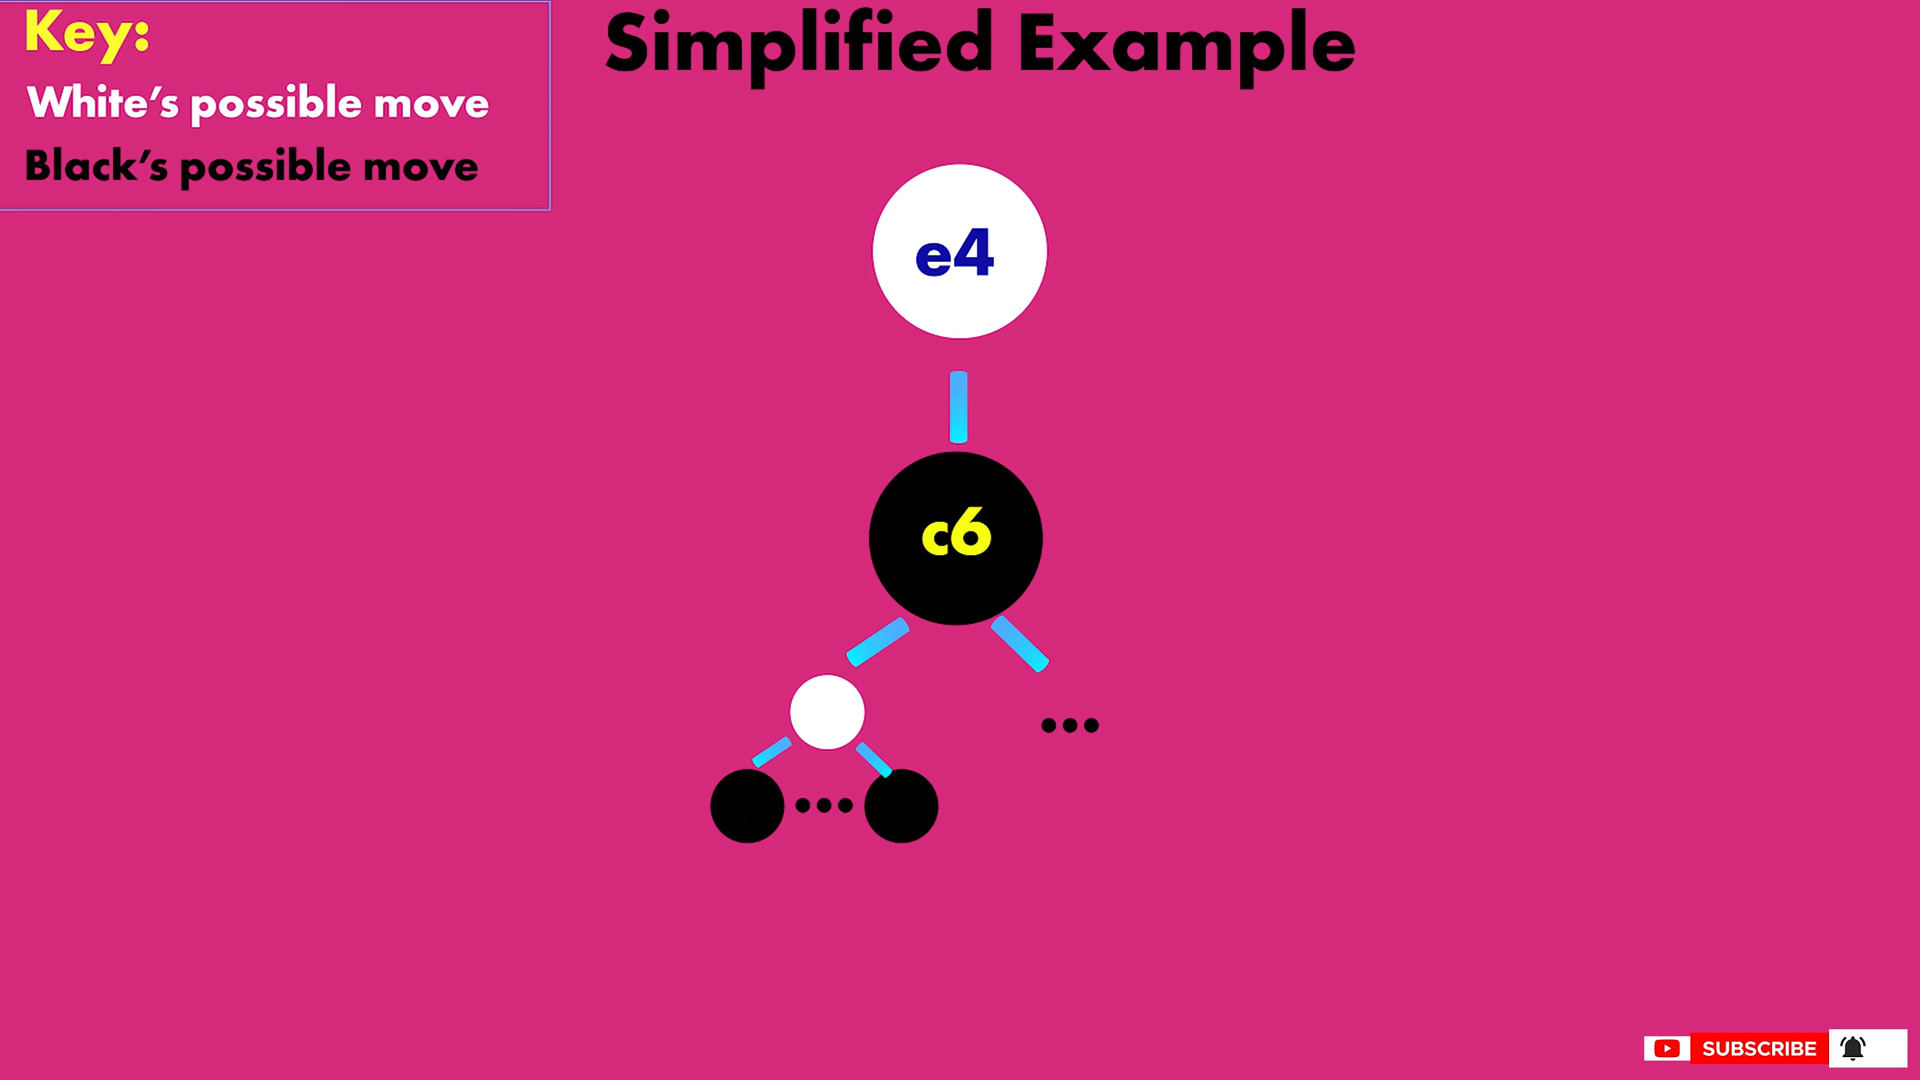 Key:
White's possible move
Black's possible move
Simplified Example
e4
c6
...
...
SUBSCRIBE